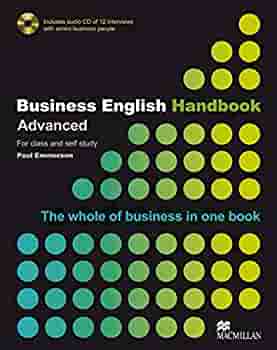 Includes audio CD of 12 interviews
with senior business people
Business English Handbook
Advanced
For class and self study
Paul Emmerson
The whole of business in one book
MACMILLAN